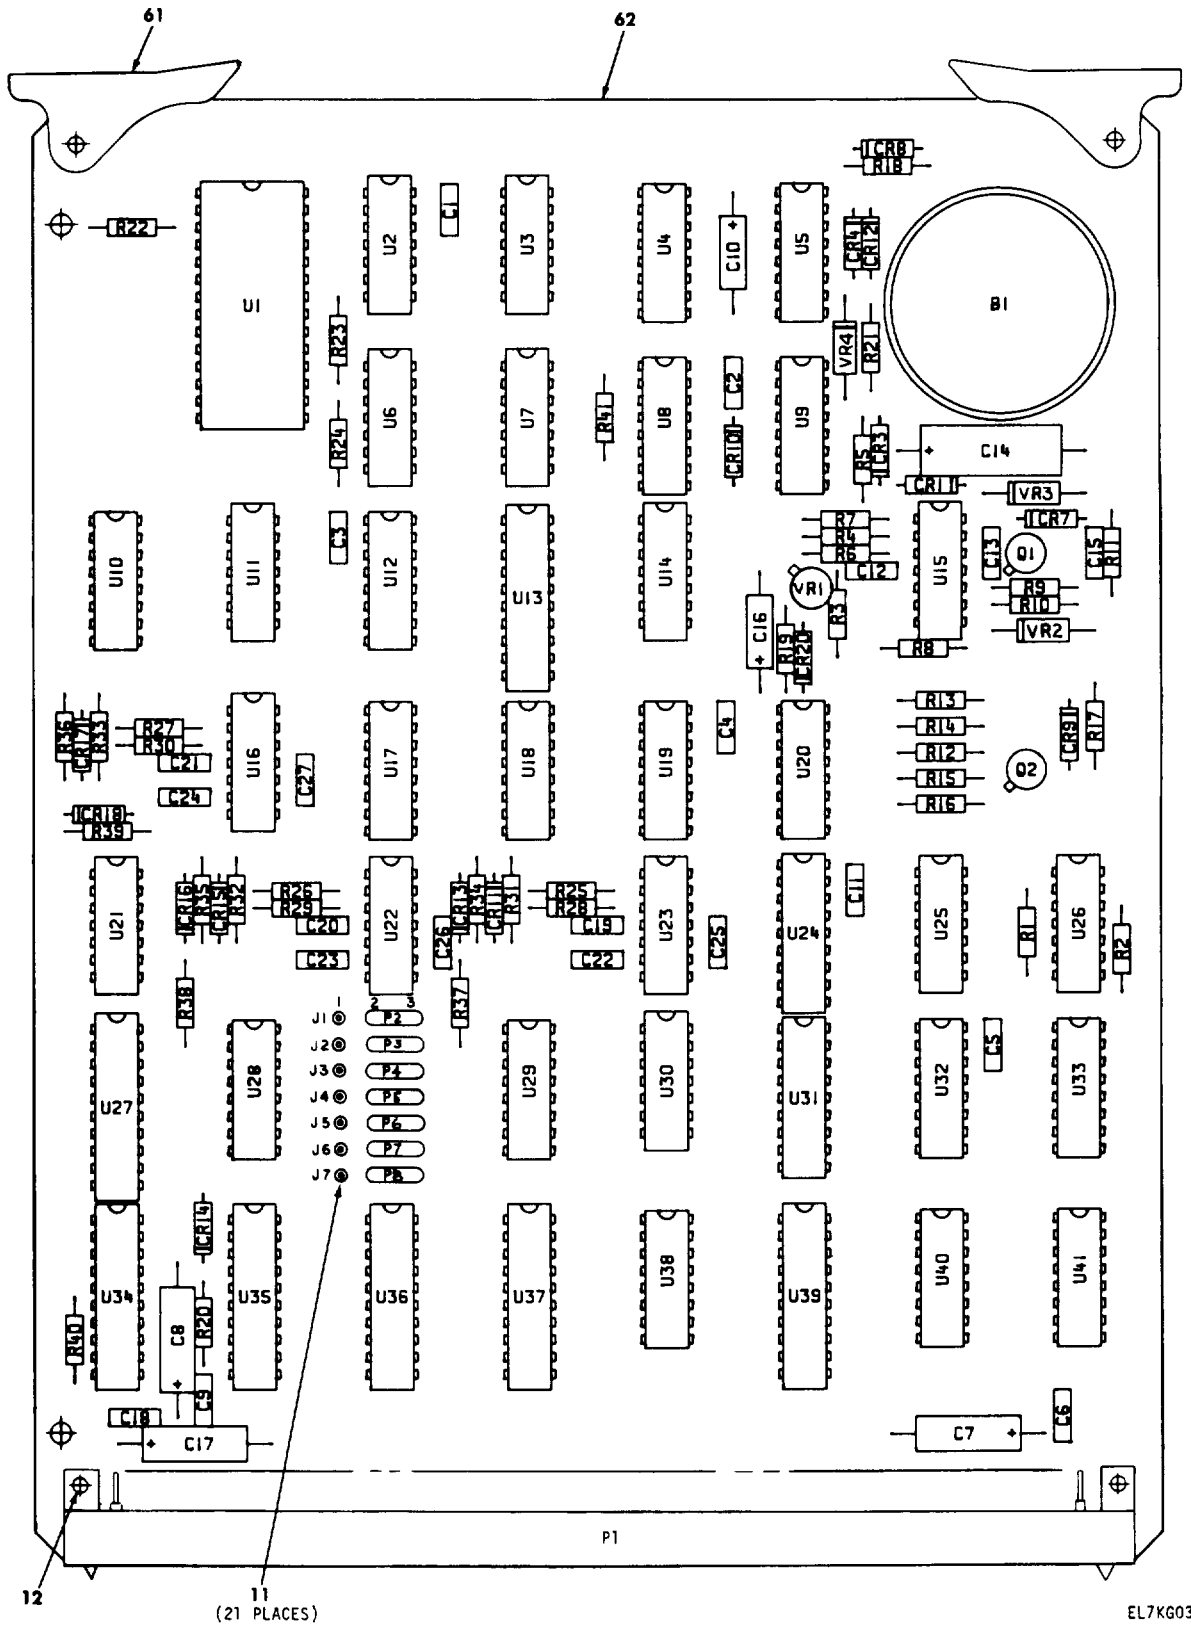 61
62
CR8
R18
R22
U1
U2
C1
U3
U4
C10
+
U5
CR4
CR12
B1
R23
VR4
R21
R24
U6
U7
R41
U8
C2
CR10
U9
R5
CR3
+
C14
CR1
VR3
CR7
U10
U11
C3
U12
U13
U14
R7
R4
R6
C12
VR1
R3
C16
+
R19
CR20
U15
C13
Q1
C15
R11
R9
R10
VR2
R8
R36
CR17
R33
R27
R30
C21
C24
U16
C27
U17
U18
U19
C4
U20
R13
R14
R12
R15
R16
CR9
R17
Q2
CR18
R39
U21
CR16
R35
CR15
R32
R26
R29
C20
C23
U22
C26
CR13
R34
CR11
R31
R25
R28
C19
C22
U23
C25
U24
C11
U25
R1
U26
R2
R38
R37
1 2 3
J1 P2
J2 P3
J3 P4
J4 P5
J5 P6
J6 P7
J7 P8
U27
U28
U29
U30
U31
U32
C5
U33
CR14
U34
R40
C8
+
R20
C9
U35
U36
U37
U38
U39
U40
U41
C18
+
C17
C7
+
C6
P1
12
11
(21 PLACES)
EL7KG03